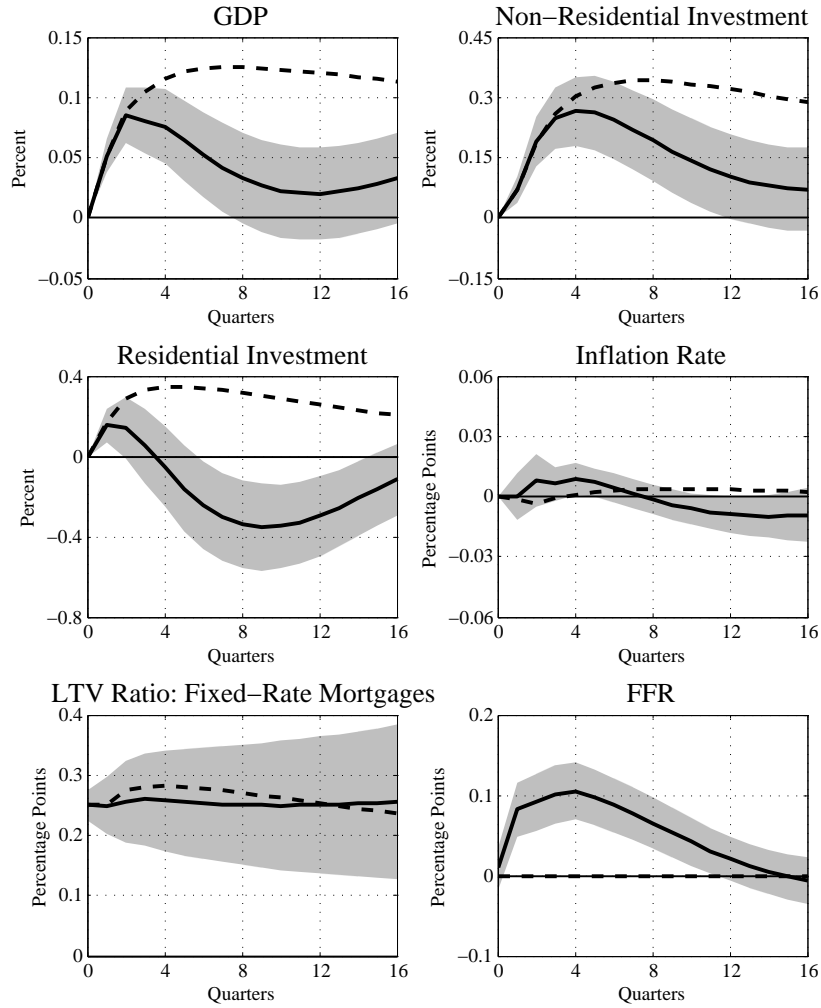 GDP
0.15
0.1
0.05
0
−0.05
Percent
0 4 8 12 16
Quarters
Non−Residential Investment
0.45
0.3
0.15
0
−0.15
Percent
0 4 8 12 16
Quarters
Residential Investment
0.4
0
−0.4
−0.8
Percent
0 4 8 12 16
Quarters
Inflation Rate
0.06
0.03
0
−0.03
−0.06
Percentage Points
0 4 8 12 16
Quarters
LTV Ratio: Fixed−Rate Mortgages
0.4
0.3
0.2
0.1
0
Percentage Points
0 4 8 12 16
Quarters
FFR
0.2
0.1
0
−0.1
Percentage Points
0 4 8 12 16
Quarters